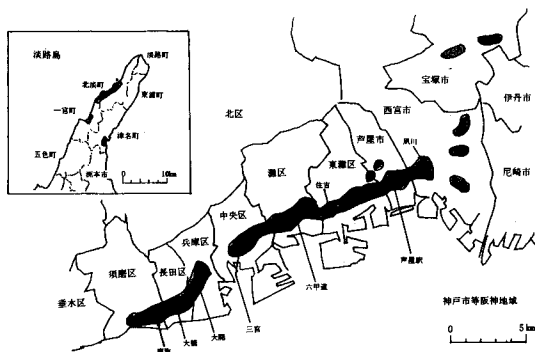 淡路島
淡路町
北淡町
東浦町
一宮町
津名町
五色町
洲本市
0
10km
北区
宝塚市
伊丹市
西宮市
芦屋市
夙川
尼崎市
灘区
東灘区
住吉
中央区
兵庫区
長田区
須磨区
垂水区
芦屋駅
六甲道
三宮
大開
大橋
神戸市等阪神地域
0
5km